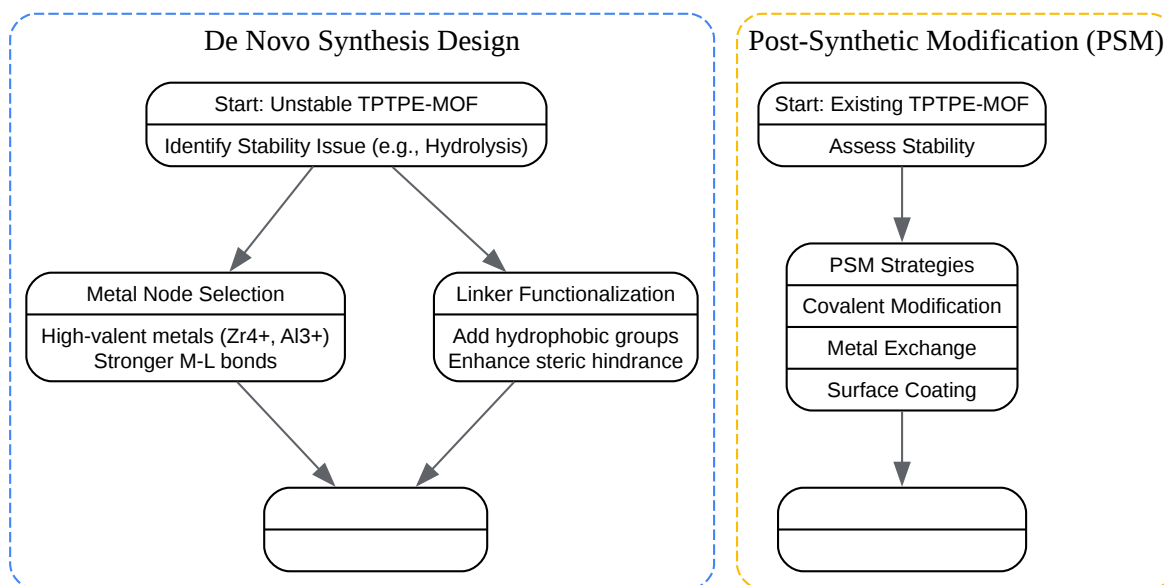 De Novo Synthesis Design
Start: Unstable TPTPE-MOF
Identify Stability Issue (e.g., Hydrolysis)
Metal Node Selection
High-valent metals (Zr4+, Al3+)
Stronger M-L bonds
Linker Functionalization
Add hydrophobic groups
Enhance steric hindrance
Post-Synthetic Modification (PSM)
Start: Existing TPTPE-MOF
Assess Stability
PSM Strategies
Covalent Modification
Metal Exchange
Surface Coating